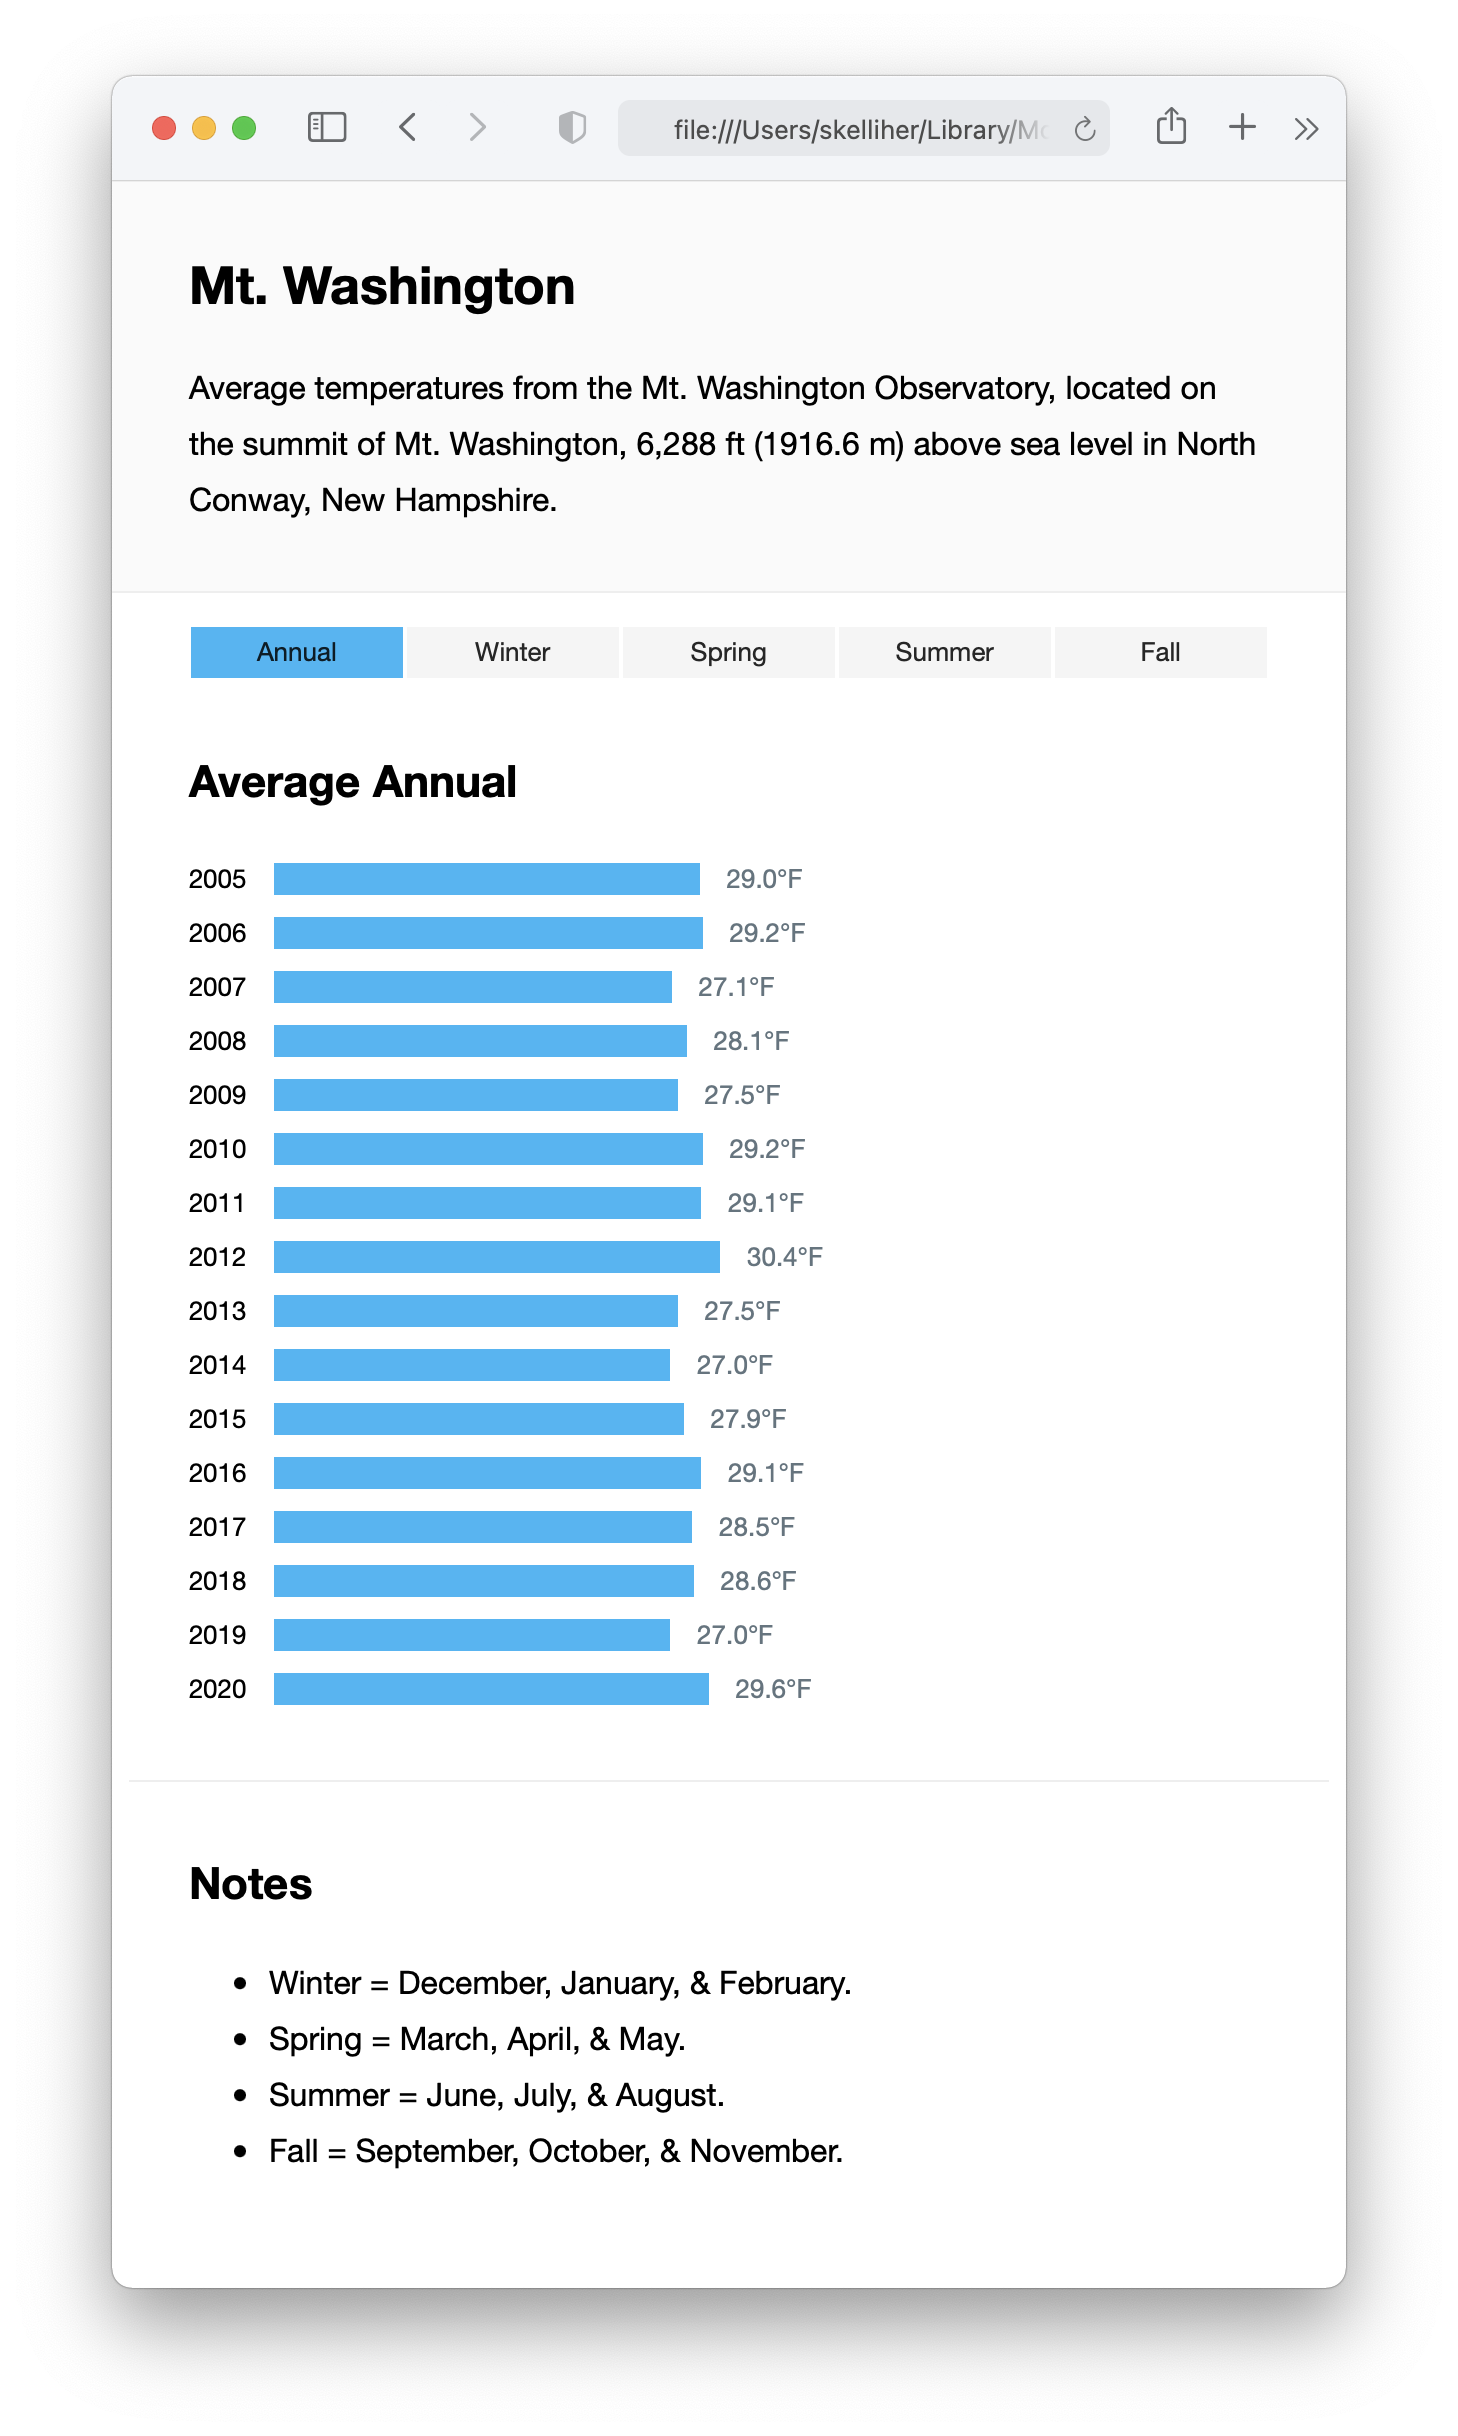 file:///Users/skelliher/Library/Mo
Mt. Washington
Average temperatures from the Mt. Washington Observatory, located on
the summit of Mt. Washington, 6,288 ft (1916.6 m) above sea level in North
Conway, New Hampshire.
Annual Winter Spring Summer Fall
Average Annual
2005 29.0°F
2006 29.2°F
2007 27.1°F
2008 28.1°F
2009 27.5°F
2010 29.2°F
2011 29.1°F
2012 30.4°F
2013 27.5°F
2014 27.0°F
2015 27.9°F
2016 29.1°F
2017 28.5°F
2018 28.6°F
2019 27.0°F
2020 29.6°F
Notes
• Winter = December, January, & February.
• Spring = March, April, & May.
• Summer = June, July, & August.
• Fall = September, October, & November.